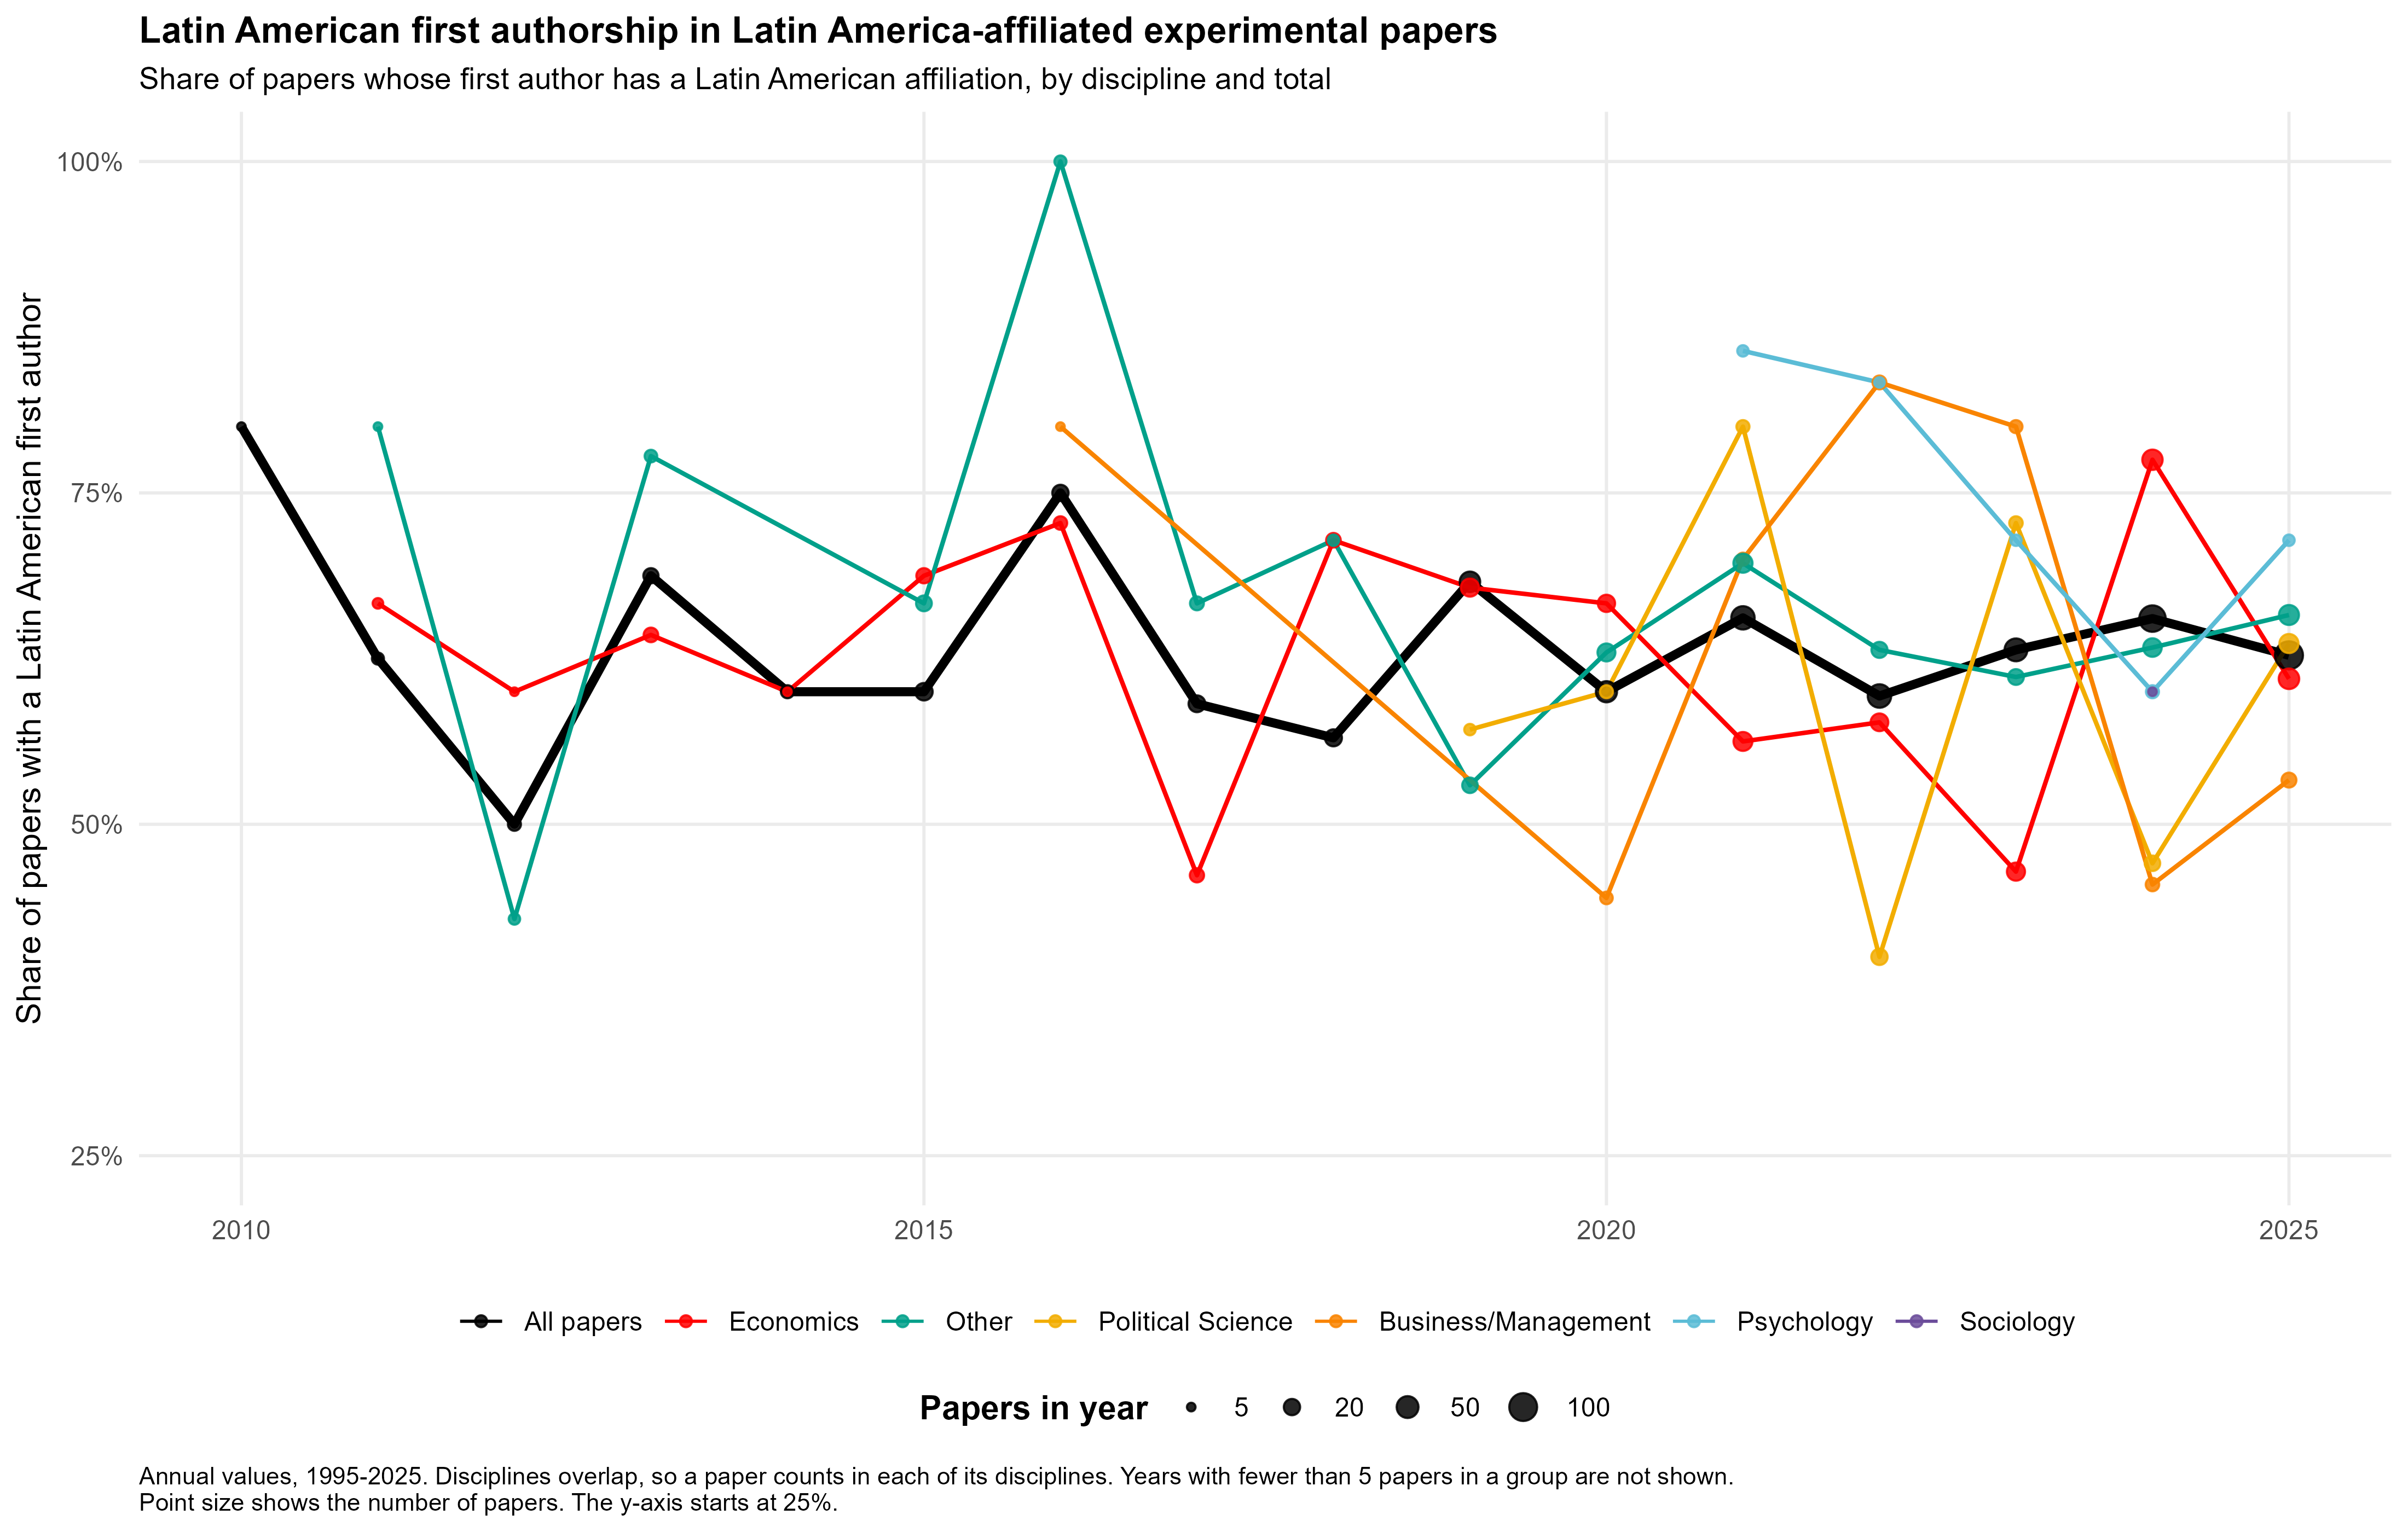 Latin American first authorship in Latin America-affiliated experimental papers
Share of papers whose first author has a Latin American affiliation, by discipline and total
Share of papers with a Latin American first author
100%
75%
50%
25%
2010
2015
2020
2025
All papers
Economics
Other
Political Science
Business/Management
Psychology
Sociology
Papers in year
5
20
50
100
Annual values, 1995-2025. Disciplines overlap, so a paper counts in each of its disciplines. Years with fewer than 5 papers in a group are not shown.
Point size shows the number of papers. The y-axis starts at 25%.